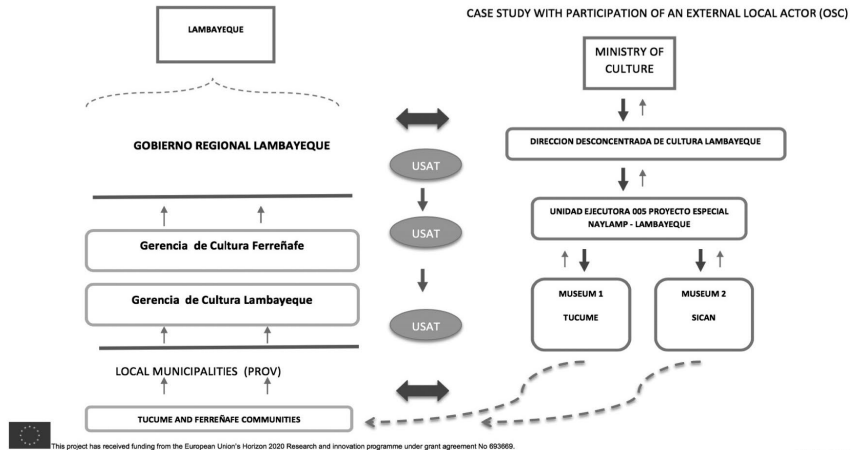 CASE STUDY WITH PARTICIPATION OF AN EXTERNAL LOCAL ACTOR (OSC)
LAMBAYEQUE
GOBIERNO REGIONAL LAMBAYEQUE
Gerencia de Cultura Ferreñafe
Gerencia de Cultura Lambayeque
LOCAL MUNICIPALITIES (PROV)
TUCUME AND FERREÑAFE COMMUNITIES
USAT
USAT
USAT
MINISTRY OF
CULTURE
DIRECCION DESCONCENTRADA DE CULTURA LAMBAYEQUE
UNIDAD EJECUTORA 005 PROYECTO ESPECIAL
NAYLAMP - LAMBAYEQUE
MUSEUM 1
TUCUME
MUSEUM 2
SICAN
This project has received funding from the European Union's Horizon 2020 Research and innovation programme under grant agreement No 693669.